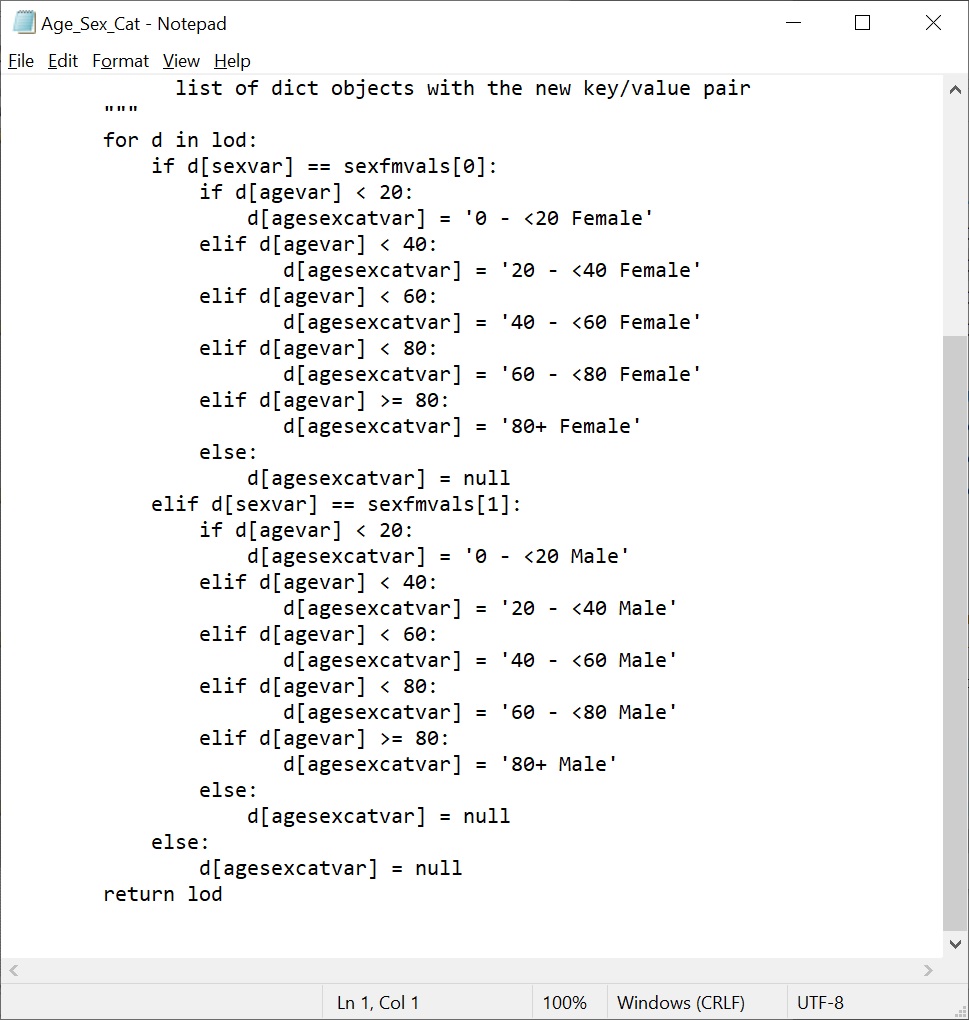 Age_Sex_Cat - Notepad
File Edit Format View Help
              list of dict objects with the new key/value pair
        """
        for d in lod:
            if d[sexvar] == sexfmvals[0]:
                if d[agevar] < 20:
                    d[agesexcatvar] = '0 - <20 Female'
                elif d[agevar] < 40:
                       d[agesexcatvar] = '20 - <40 Female'
                elif d[agevar] < 60:
                       d[agesexcatvar] = '40 - <60 Female'
                elif d[agevar] < 80:
                       d[agesexcatvar] = '60 - <80 Female'
                elif d[agevar] >= 80:
                       d[agesexcatvar] = '80+ Female'
                else:
                    d[agesexcatvar] = null
            elif d[sexvar] == sexfmvals[1]:
                if d[agevar] < 20:
                    d[agesexcatvar] = '0 - <20 Male'
                elif d[agevar] < 40:
                       d[agesexcatvar] = '20 - <40 Male'
                elif d[agevar] < 60:
                       d[agesexcatvar] = '40 - <60 Male'
                elif d[agevar] < 80:
                       d[agesexcatvar] = '60 - <80 Male'
                elif d[agevar] >= 80:
                       d[agesexcatvar] = '80+ Male'
                else:
                    d[agesexcatvar] = null
            else:
                d[agesexcatvar] = null
        return lod
Ln 1, Col 1 100% Windows (CRLF) UTF-8